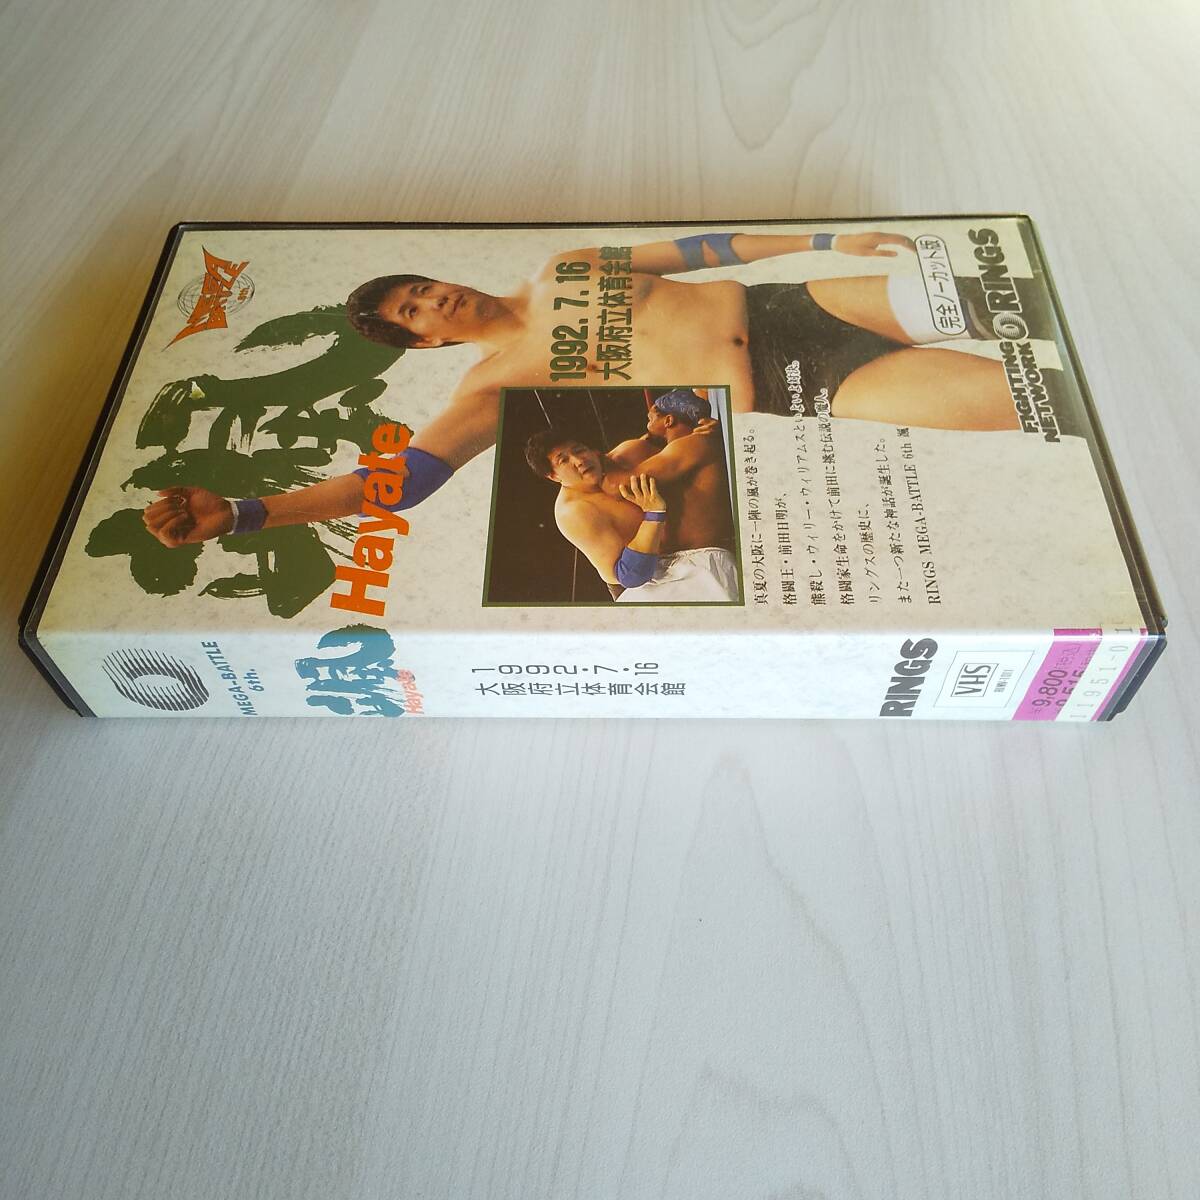 Hayate
1992.7.16
大阪府立体育会館
完全ノーカット版
FIGHTING
NETWORK RINGS
真夏の大阪に一陣の風が巻き起る。
格闘王・前田日明が、
熊殺し・ウィリー・ウィリアムスといよいよ対決。
格闘家生命をかけて前田に挑む伝説の魔人。
リングスの歴史に、
また一つ新たな神話が誕生した。
RINGS MEGA-BATTLE 6th 颯
MEGA-BATTLE
6th.
颯
Hayate
1992・7・16
大阪府立体育会館
RINGS
VHS
9,800
11951-0